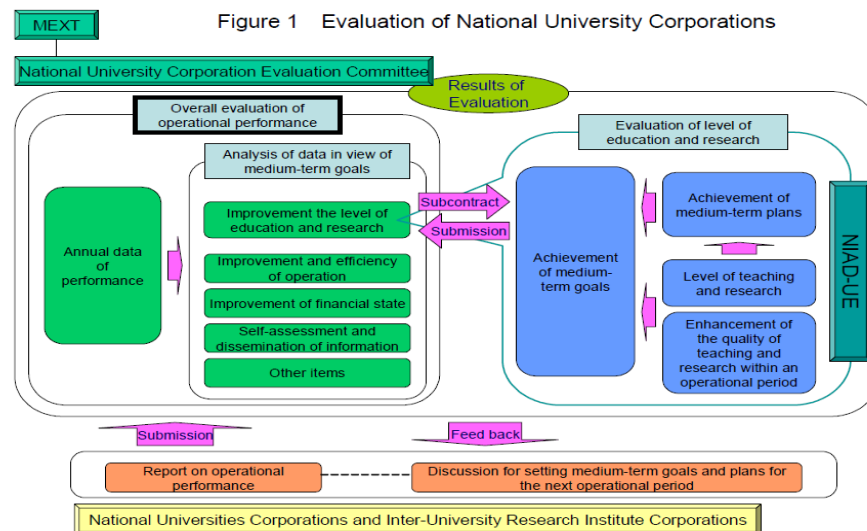 MEXT
Figure 1 Evaluation of National University Corporations
National University Corporation Evaluation Committee
Results of
Evaluation
Overall evaluation of
operational performance
Evaluation of level of
education and research
Analysis of data in view of
medium-term goals
Annual data
of
performance
Improvement the level of
education and research
Improvement and efficiency
of operation
Improvement of financial state
Self-assessment and
dissemination of information
Other items
Subcontract
Submission
Achievement
of medium-
term goals
Achievement of
medium-term plans
Level of teaching
and research
Enhancement of
the quality of
teaching and
research within an
operational period
NIAD-UE
Submission
Feed back
Report on operational
performance
Discussion for setting medium-term goals and plans for
the next operational period
National Universities Corporations and Inter-University Research Institute Corporations